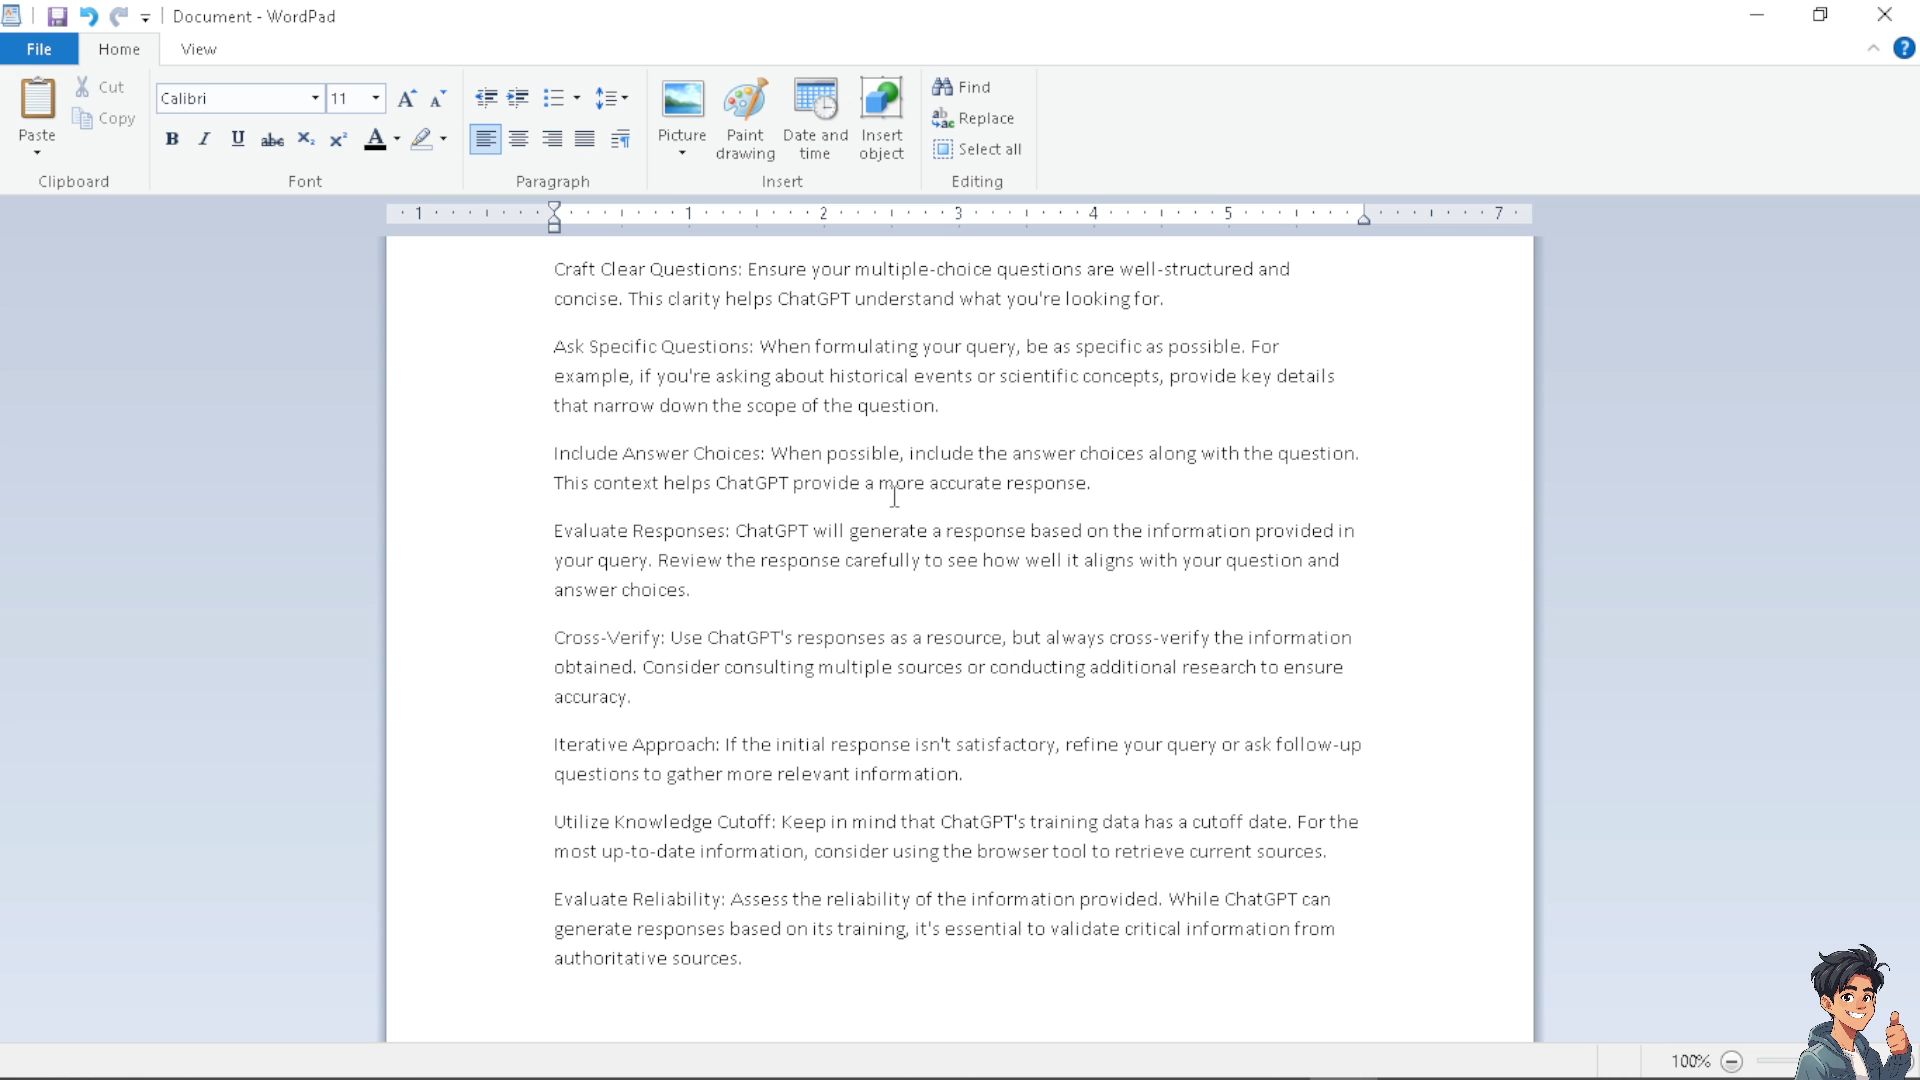 Document - WordPad
File Home View
Paste Cut Copy
Clipboard
Calibri 11
B I U abc X₂ X² A
Font
Paragraph
Picture Paint drawing Date and time Insert object
Insert
Find
Replace
Select all
Editing
1 1 2 3 4 5 7
Craft Clear Questions: Ensure your multiple-choice questions are well-structured and
concise. This clarity helps ChatGPT understand what you're looking for.
Ask Specific Questions: When formulating your query, be as specific as possible. For
example, if you're asking about historical events or scientific concepts, provide key details
that narrow down the scope of the question.
Include Answer Choices: When possible, include the answer choices along with the question.
This context helps ChatGPT provide a more accurate response.
Evaluate Responses: ChatGPT will generate a response based on the information provided in
your query. Review the response carefully to see how well it aligns with your question and
answer choices.
Cross-Verify: Use ChatGPT's responses as a resource, but always cross-verify the information
obtained. Consider consulting multiple sources or conducting additional research to ensure
accuracy.
Iterative Approach: If the initial response isn't satisfactory, refine your query or ask follow-up
questions to gather more relevant information.
Utilize Knowledge Cutoff: Keep in mind that ChatGPT's training data has a cutoff date. For the
most up-to-date information, consider using the browser tool to retrieve current sources.
Evaluate Reliability: Assess the reliability of the information provided. While ChatGPT can
generate responses based on its training, it's essential to validate critical information from
authoritative sources.
100%